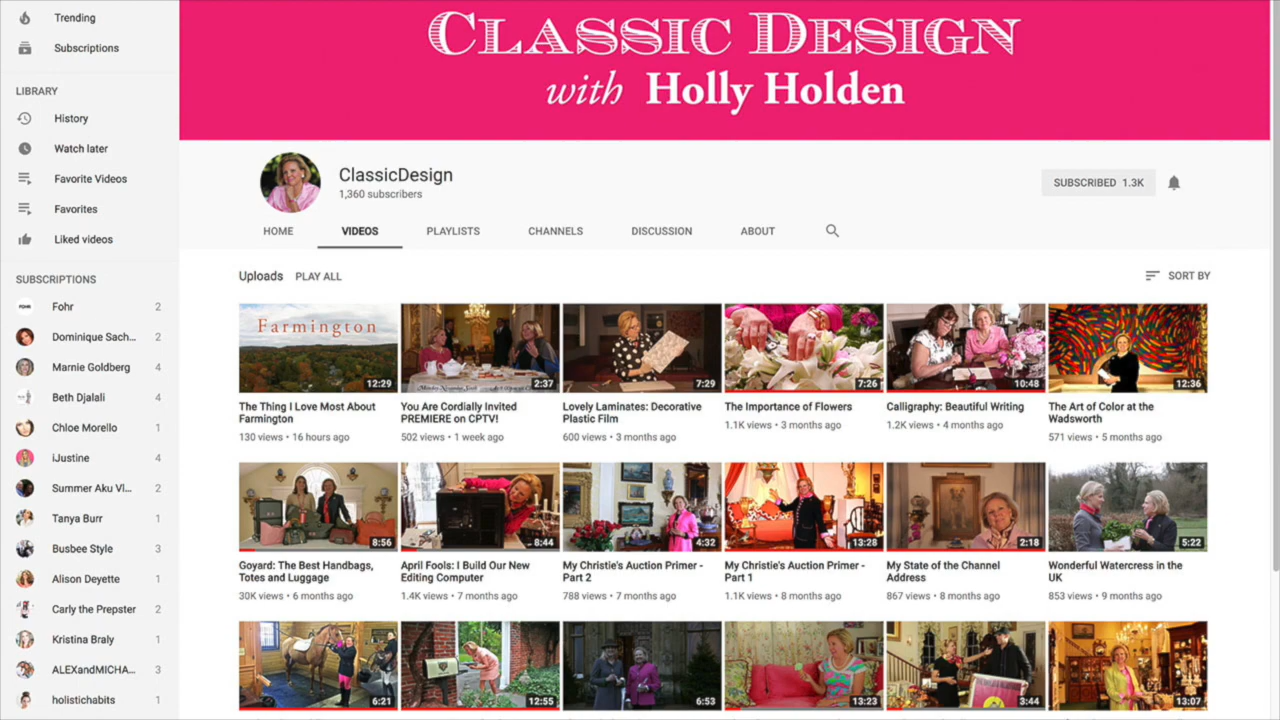 Trending
Subscriptions
LIBRARY
History
Watch later
Favorite Videos
Favorites
Liked videos
SUBSCRIPTIONS
Fohr 2
Dominique Sach... 2
Marnie Goldberg 4
Beth Djalali 4
Chloe Morello 1
iJustine 4
Summer Aku Vl... 2
Tanya Burr 1
Busbee Style 3
Alison Deyette 1
Carly the Prepster 2
Kristina Braly 1
ALEXandMICHA... 3
holistichabits 1
CLASSIC DESIGN
with Holly Holden
ClassicDesign
1,360 subscribers
SUBSCRIBED 1.3K
HOME VIDEOS PLAYLISTS CHANNELS DISCUSSION ABOUT
Uploads PLAY ALL
SORT BY
Farmington
12:29 2:37 7:29 7:26 10:48 12:36
The Thing I Love Most About
Farmington
130 views • 16 hours ago
You Are Cordially Invited
PREMIERE on CPTV!
502 views • 1 week ago
Lovely Laminates: Decorative
Plastic Film
600 views • 3 months ago
The Importance of Flowers
1.1K views • 3 months ago
Calligraphy: Beautiful Writing
1.2K views • 4 months ago
The Art of Color at the
Wadsworth
571 views • 5 months ago
8:56 8:44 4:32 13:28 2:18 5:22
Goyard: The Best Handbags,
Totes and Luggage
30K views • 6 months ago
April Fools: I Build Our New
Editing Computer
1.4K views • 7 months ago
My Christie's Auction Primer -
Part 2
788 views • 7 months ago
My Christie's Auction Primer -
Part 1
1.1K views • 8 months ago
My State of the Channel
Address
867 views • 8 months ago
Wonderful Watercress in the
UK
853 views • 9 months ago
6:21 12:55 6:53 13:23 3:44 13:07